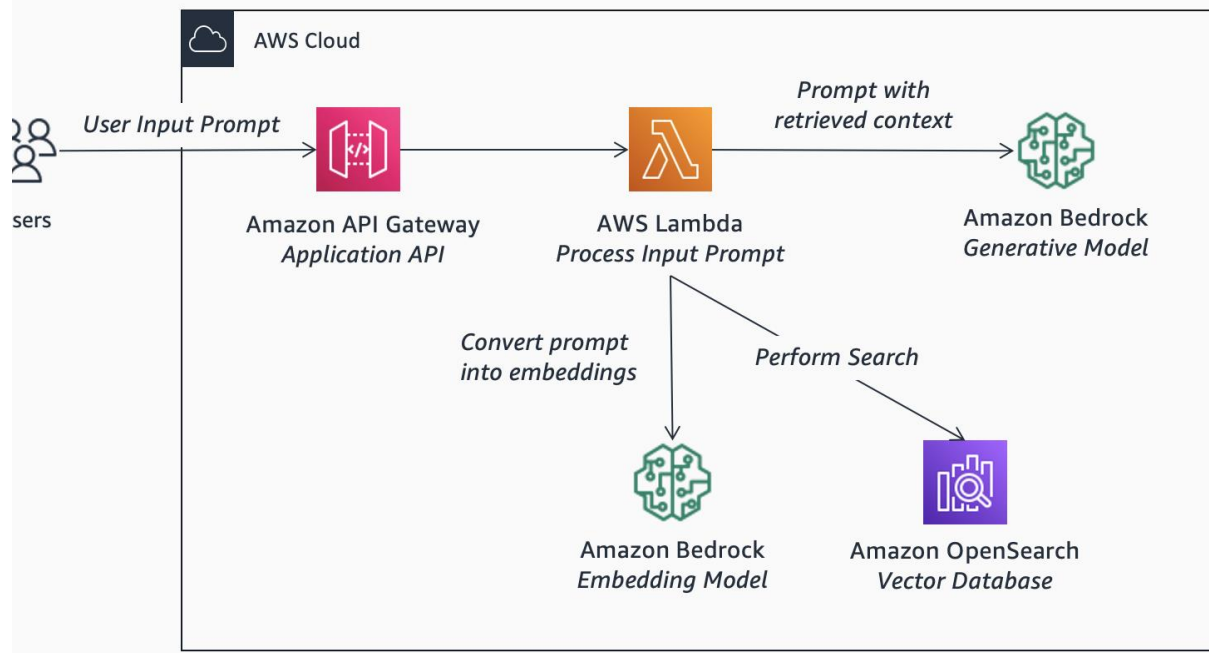 AWS Cloud
User Input Prompt
Prompt with
retrieved context
sers
Amazon API Gateway
Application API
AWS Lambda
Process Input Prompt
Amazon Bedrock
Generative Model
Convert prompt
into embeddings
Perform Search
Amazon Bedrock
Embedding Model
Amazon OpenSearch
Vector Database